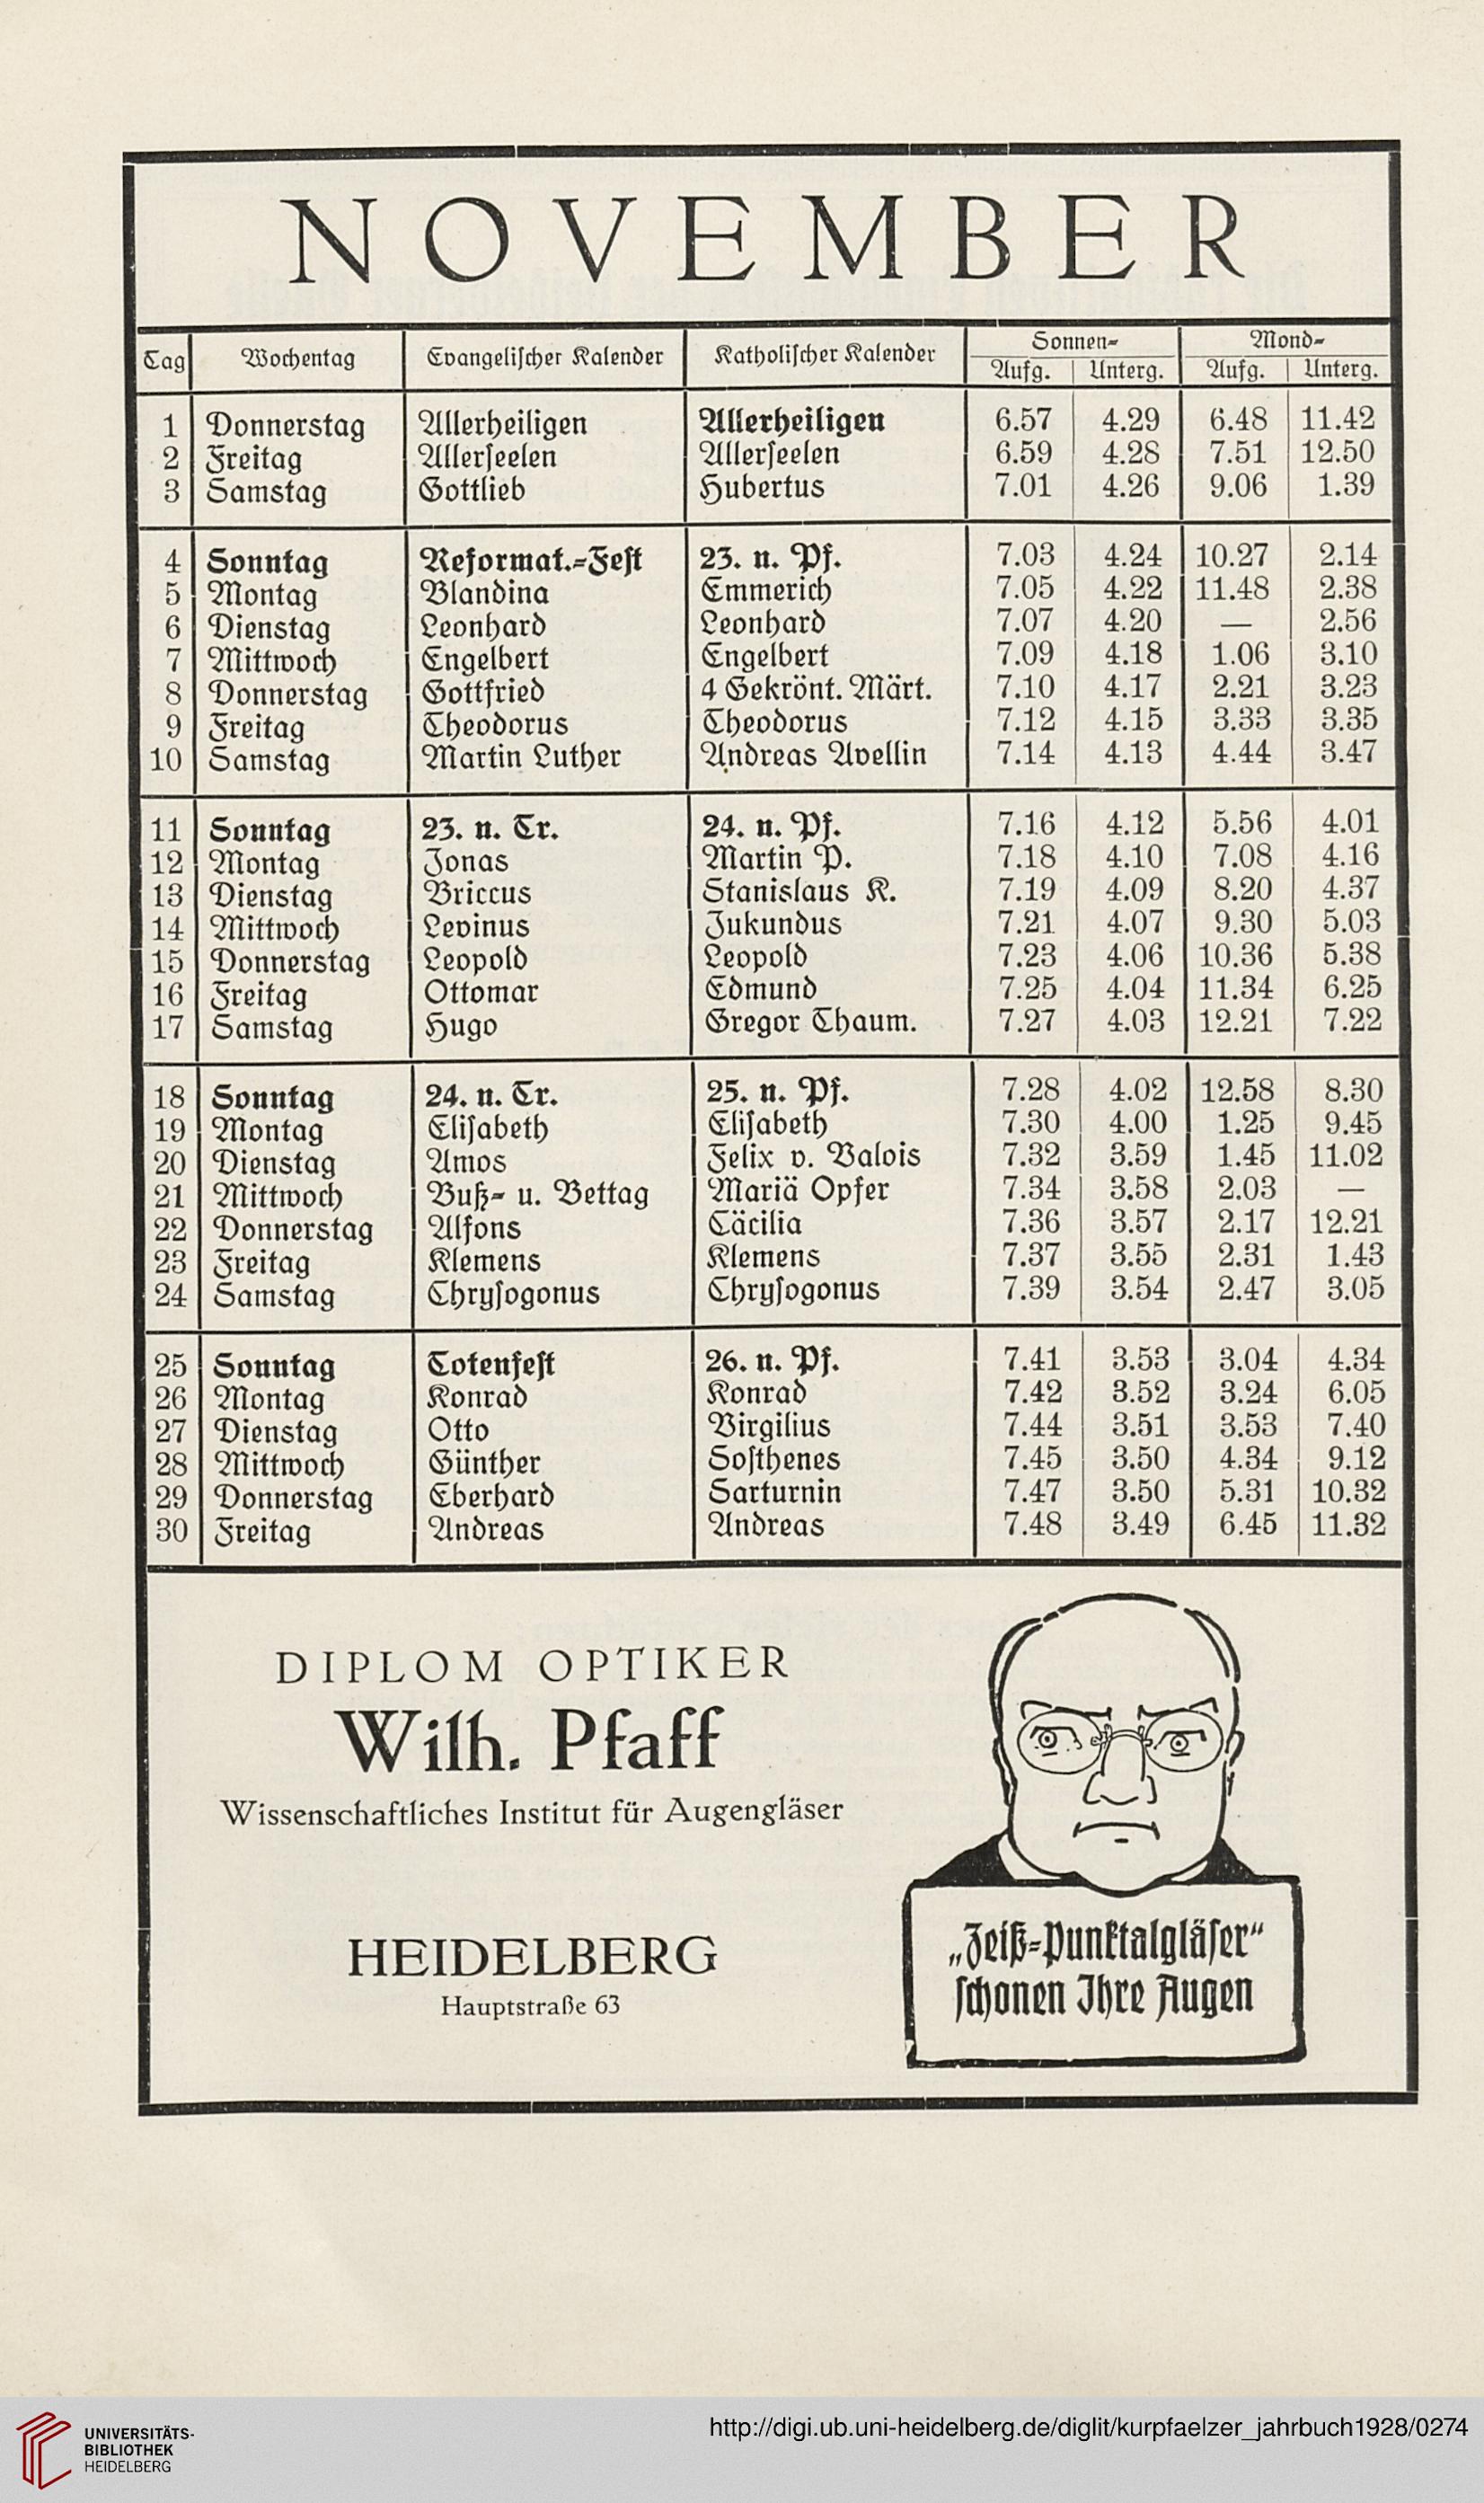 NOVEMBER
Tag Wochentag Evangelischer Kalender Katholischer Kalender Sonnen- Mond-
Aufg. Unterg. Aufg. Unterg.
1 Donnerstag Allerheiligen Allerheiligen 6.57 4.29 6.48 11.42
2 Freitag Allerseelen Allerseelen 6.59 4.28 7.51 12.50
3 Samstag Gottlieb Hubertus 7.01 4.26 9.06 1.39
4 Sonntag Reformat.-Fest 23. n. Pf. 7.03 4.24 10.27 2.14
5 Montag Blandina Emmerich 7.05 4.22 11.48 2.38
6 Dienstag Leonhard Leonhard 7.07 4.20 — 2.56
7 Mittwoch Engelbert Engelbert 7.09 4.18 1.06 3.10
8 Donnerstag Gottfried 4 Gekrönt. Märt. 7.10 4.17 2.21 3.23
9 Freitag Theodorus Theodorus 7.12 4.15 3.33 3.35
10 Samstag Martin Luther Andreas Avellin 7.14 4.13 4.44 3.47
11 Sonntag 23. n. Tr. 24. n. Pf. 7.16 4.12 5.56 4.01
12 Montag Jonas Martin P. 7.18 4.10 7.08 4.16
13 Dienstag Briccus Stanislaus K. 7.19 4.09 8.20 4.37
14 Mittwoch Levinus Jukundus 7.21 4.07 9.30 5.03
15 Donnerstag Leopold Leopold 7.23 4.06 10.36 5.38
16 Freitag Ottomar Edmund 7.25 4.04 11.34 6.25
17 Samstag Hugo Gregor Thaum. 7.27 4.03 12.21 7.22
18 Sonntag 24. n. Tr. 25. n. Pf. 7.28 4.02 12.58 8.30
19 Montag Elisabeth Elisabeth 7.30 4.00 1.25 9.45
20 Dienstag Amos Felix v. Valois 7.32 3.59 1.45 11.02
21 Mittwoch Buß- u. Bettag Mariä Opfer 7.34 3.58 2.03 —
22 Donnerstag Alfons Cäcilia 7.36 3.57 2.17 12.21
23 Freitag Klemens Klemens 7.37 3.55 2.31 1.43
24 Samstag Chrysogonus Chrysogonus 7.39 3.54 2.47 3.05
25 Sonntag Totenfest 26. n. Pf. 7.41 3.53 3.04 4.34
26 Montag Konrad Konrad 7.42 3.52 3.24 6.05
27 Dienstag Otto Virgilius 7.44 3.51 3.53 7.40
28 Mittwoch Günther Sosthenes 7.45 3.50 4.34 9.12
29 Donnerstag Eberhard Sarturnin 7.47 3.50 5.31 10.32
30 Freitag Andreas Andreas 7.48 3.49 6.45 11.32
DIPLOM OPTIKER
Wilh. Pfaff
Wissenschaftliches Institut für Augengläser
HEIDELBERG
Hauptstraße 63
„Zeiß-Punktalgläser“
schonen Ihre Augen
UNIVERSITÄTS-
BIBLIOTHEK
HEIDELBERG
http://digi.ub.uni-heidelberg.de/diglit/kurpfaelzer_jahrbuch1928/0274